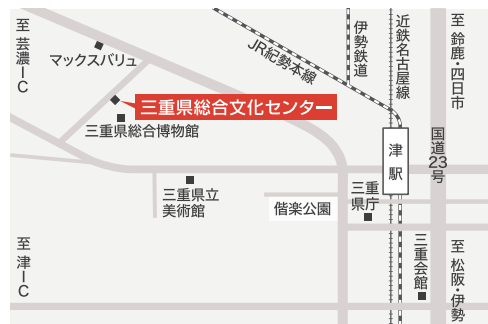 至 芸濃IC
マックスバリュ
JR紀勢本線
伊勢鉄道
近鉄名古屋線
至 鈴鹿・四日市
三重県総合文化センター
三重県総合博物館
津駅
国道23号
三重県立
美術館
偕楽公園
三重
県庁
至 津IC
三重会館
至 松阪・伊勢